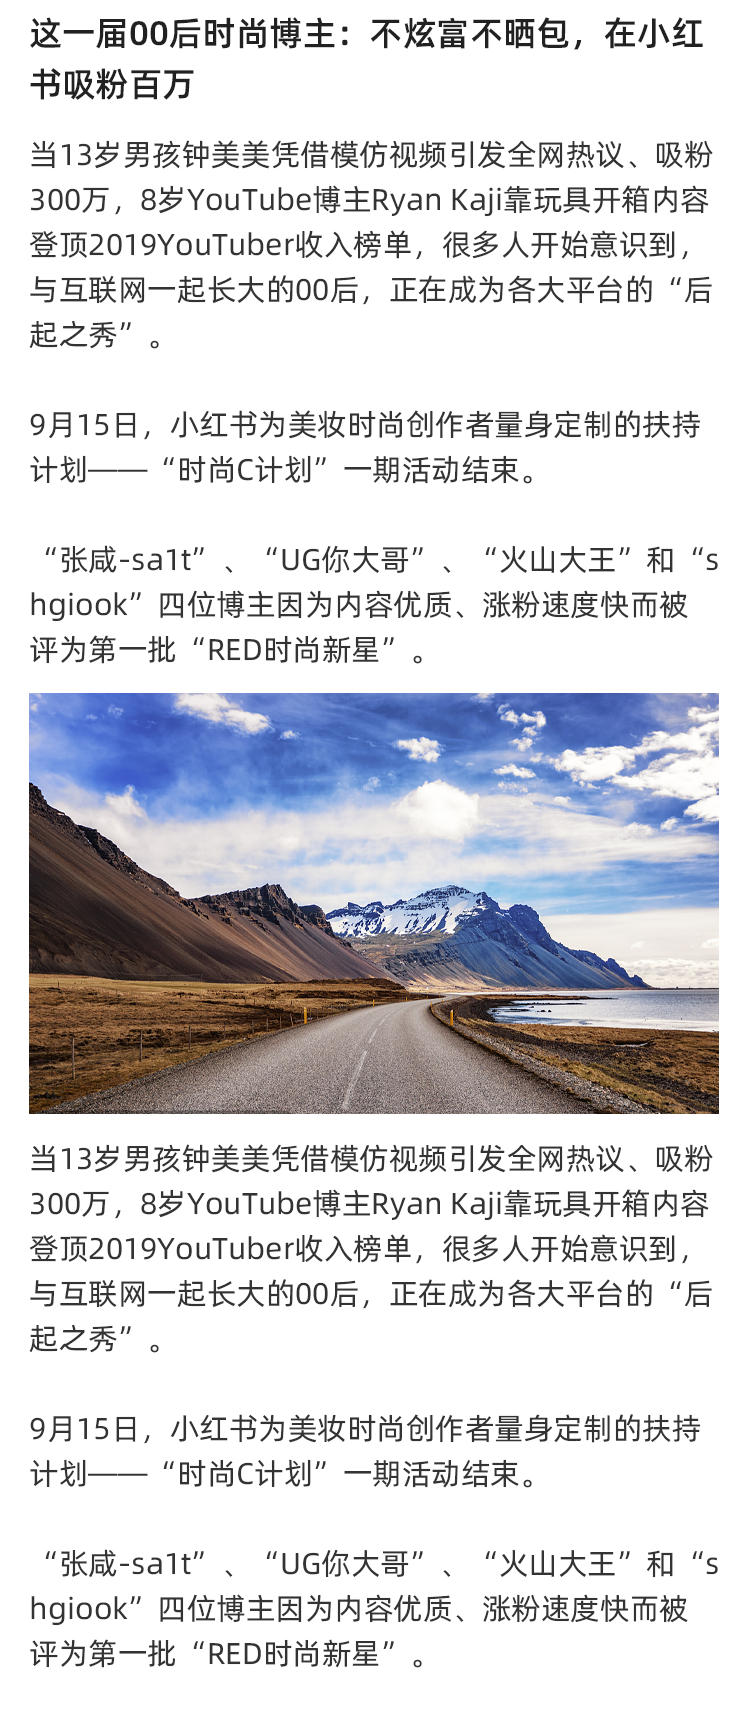 这一届00后时尚博主：不炫富不晒包，在小红
书吸粉百万
当13岁男孩钟美美凭借模仿视频引发全网热议、吸粉
300万，8岁YouTube博主Ryan Kaji靠玩具开箱内容
登顶2019YouTuber收入榜单，很多人开始意识到，
与互联网一起长大的00后，正在成为各大平台的“后
起之秀”。
9月15日，小红书为美妆时尚创作者量身定制的扶持
计划——“时尚C计划”一期活动结束。
“张咸-sa1t”、“UG你大哥”、“火山大王”和“s
hgiook”四位博主因为内容优质、涨粉速度快而被
评为第一批“RED时尚新星”。
当13岁男孩钟美美凭借模仿视频引发全网热议、吸粉
300万，8岁YouTube博主Ryan Kaji靠玩具开箱内容
登顶2019YouTuber收入榜单，很多人开始意识到，
与互联网一起长大的00后，正在成为各大平台的“后
起之秀”。
9月15日，小红书为美妆时尚创作者量身定制的扶持
计划——“时尚C计划”一期活动结束。
“张咸-sa1t”、“UG你大哥”、“火山大王”和“s
hgiook”四位博主因为内容优质、涨粉速度快而被
评为第一批“RED时尚新星”。